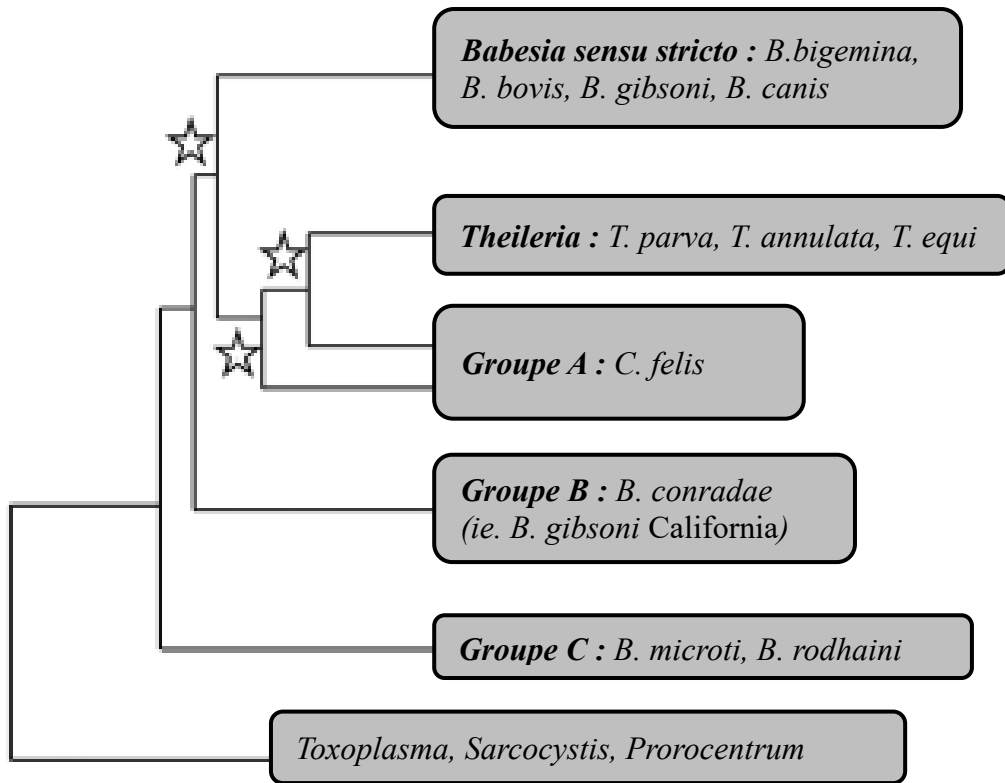 Babesia sensu stricto : B.bigemina,
B. bovis, B. gibsoni, B. canis
Theileria : T. parva, T. annulata, T. equi
Groupe A : C. felis
Groupe B : B. conradae
(ie. B. gibsoni California)
Groupe C : B. microti, B. rodhaini
Toxoplasma, Sarcocystis, Prorocentrum